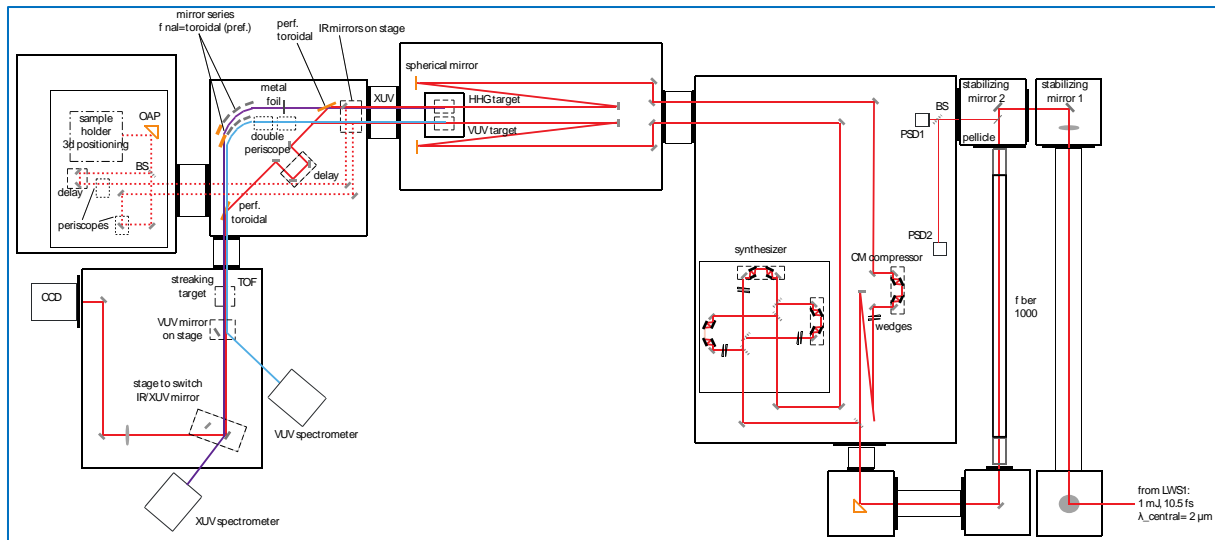 mirror series
f nal=toroidal (pref.)
perf.
toroidal
IR mirrors on stage
metal
foil
XUV
spherical mirror
HHG target
VUV target
stabilizing
mirror 2
stabilizing
mirror 1
BS
PSD1
pellicle
PSD2
OAP
sample
holder
3d positioning
BS
delay
periscopes
double
periscope
delay
perf.
toroidal
synthesizer
CM compressor
wedges
f ber
1000
streaking
target
TOF
CCD
VUV mirror
on stage
stage to switch
IR/XUV mirror
VUV spectrometer
XUV spectrometer
from LWS1:
1 mJ, 10.5 fs
λ_central= 2 µm